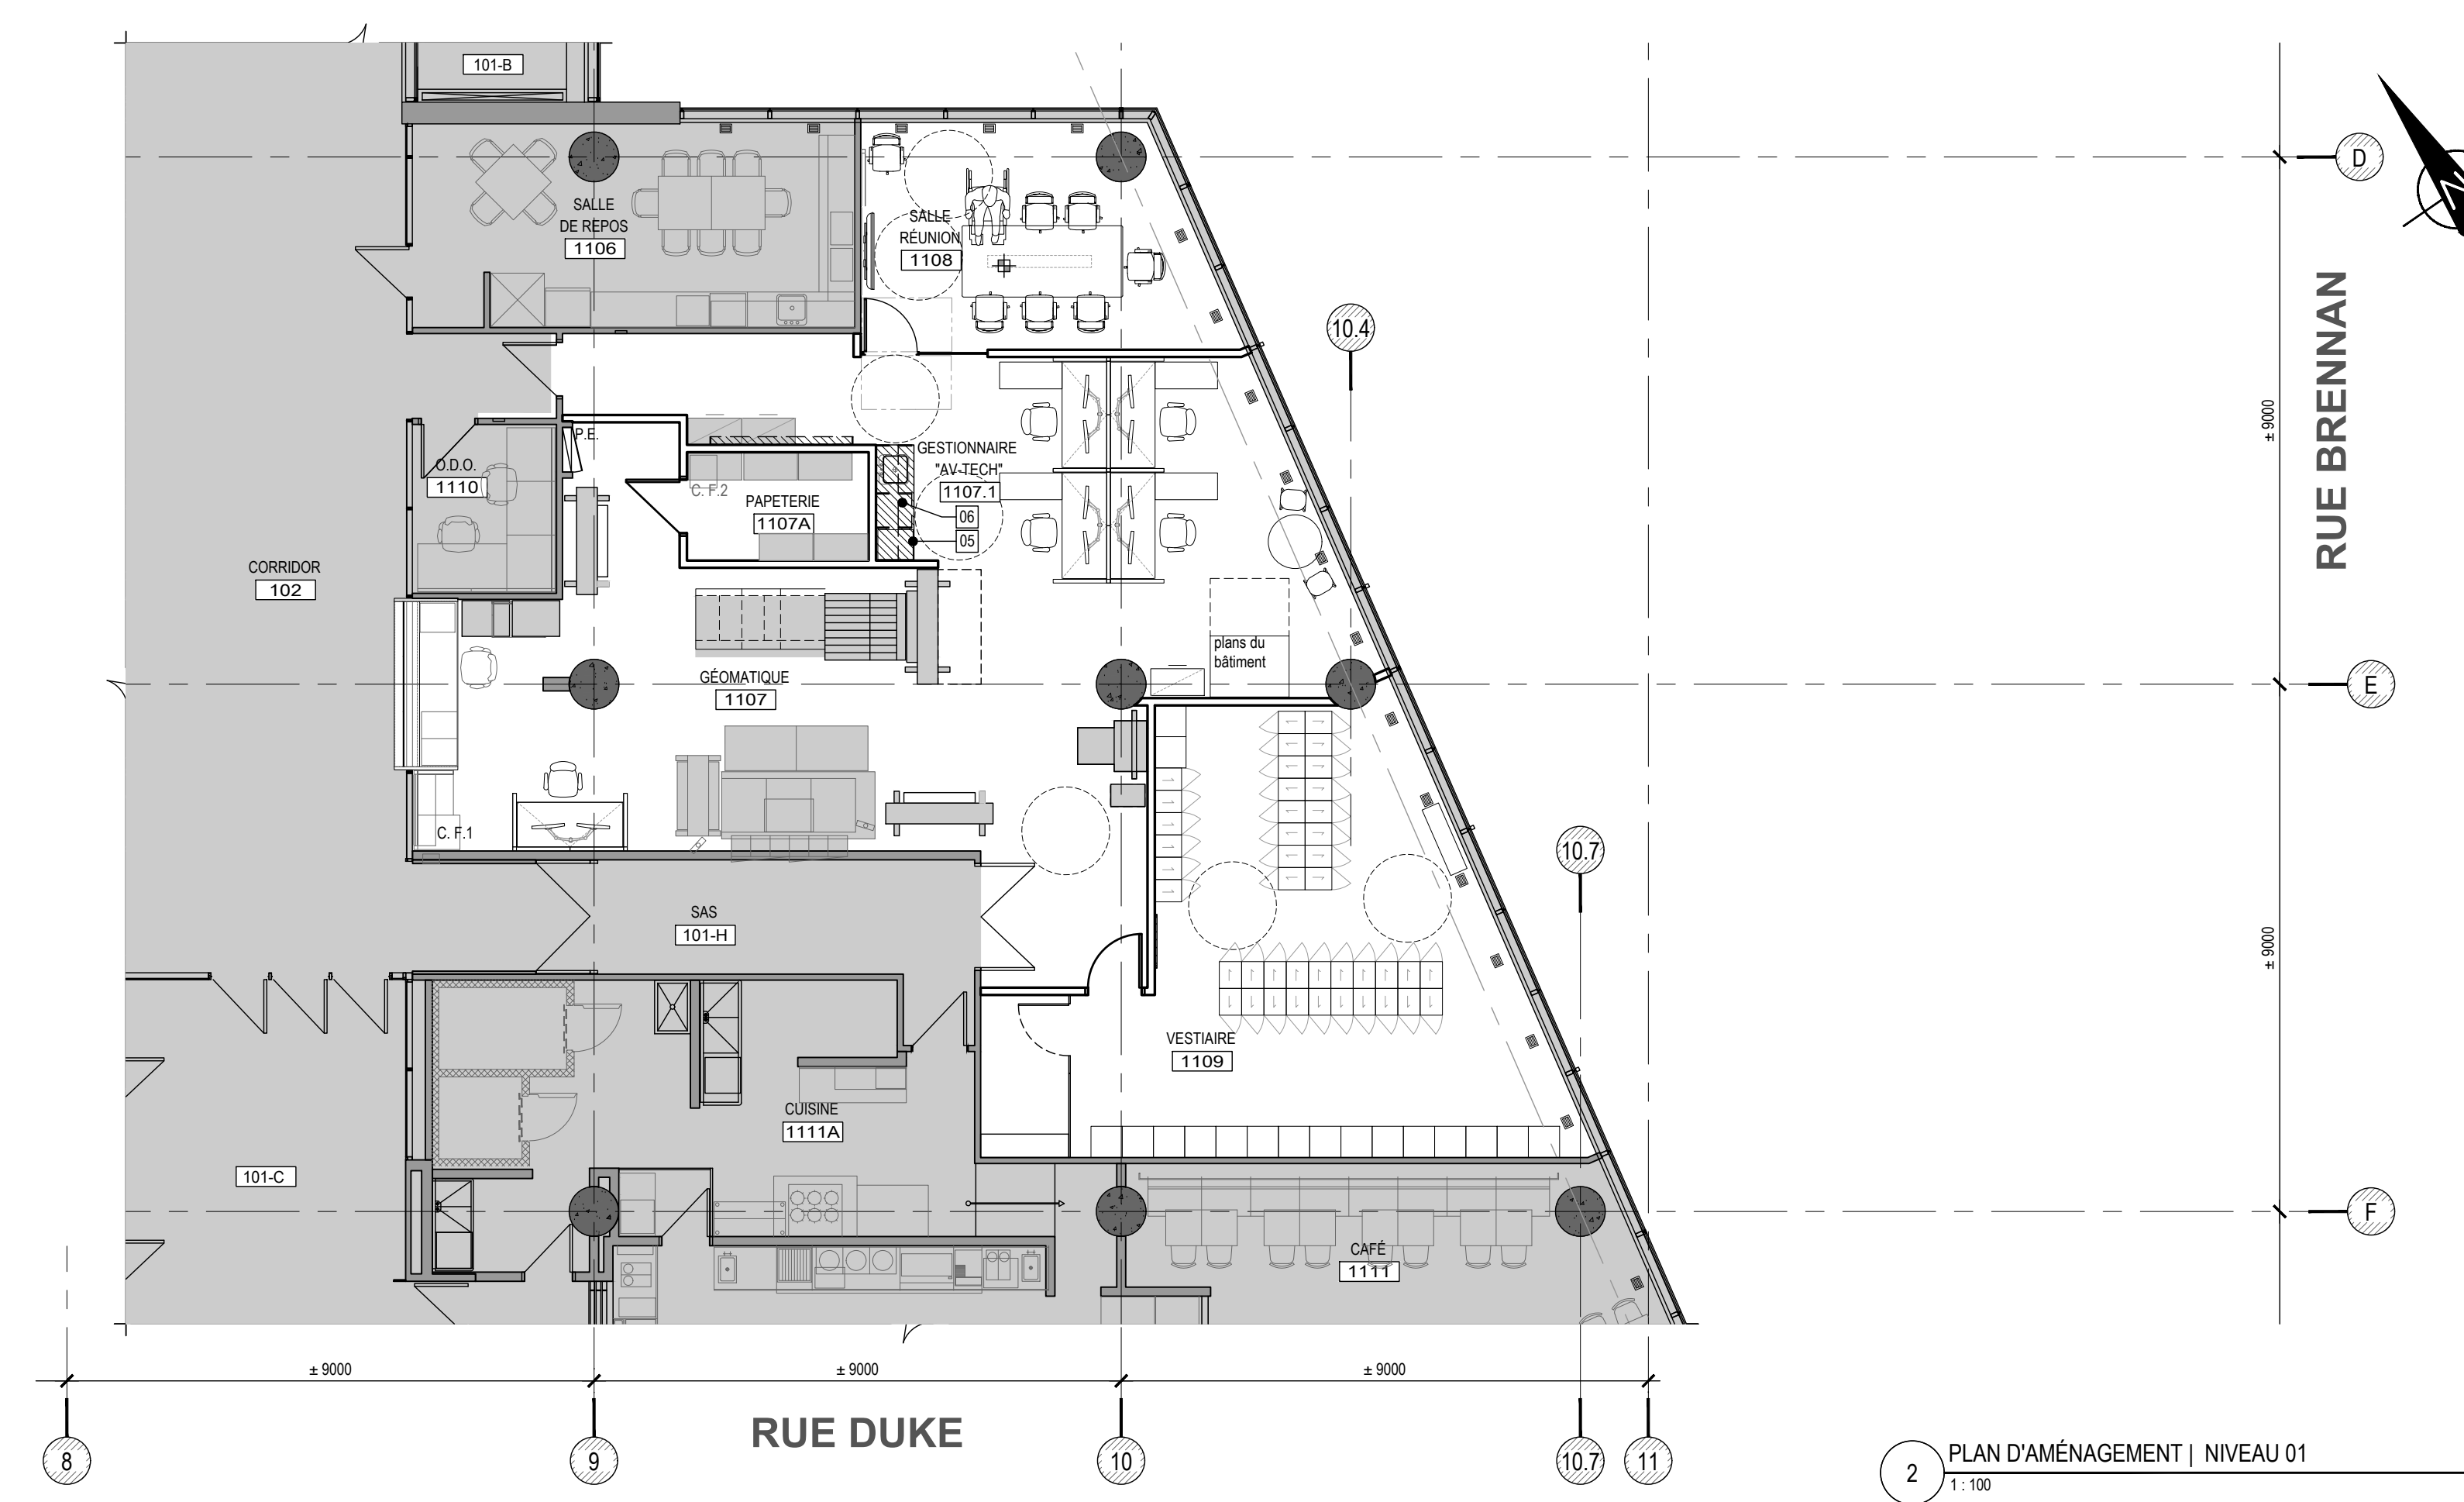 101-B
D
SALLE
DE REPOS
1106
SALLE
RÉUNION
1108
10.4
RUE BRENNAN
± 9000
P.E.
O.D.O.
1110
C. F.2
PAPETERIE
1107A
GESTIONNAIRE
"AV-TECH"
1107.1
06
05
CORRIDOR
102
plans du
bâtiment
GÉOMATIQUE
1107
E
C. F.1
10.7
SAS
101-H
± 9000
VESTIAIRE
1109
CUISINE
1111A
101-C
F
CAFÉ
1111
± 9000
± 9000
± 9000
RUE DUKE
8
9
10
10.7
11
2
PLAN D'AMÉNAGEMENT | NIVEAU 01
1 : 100